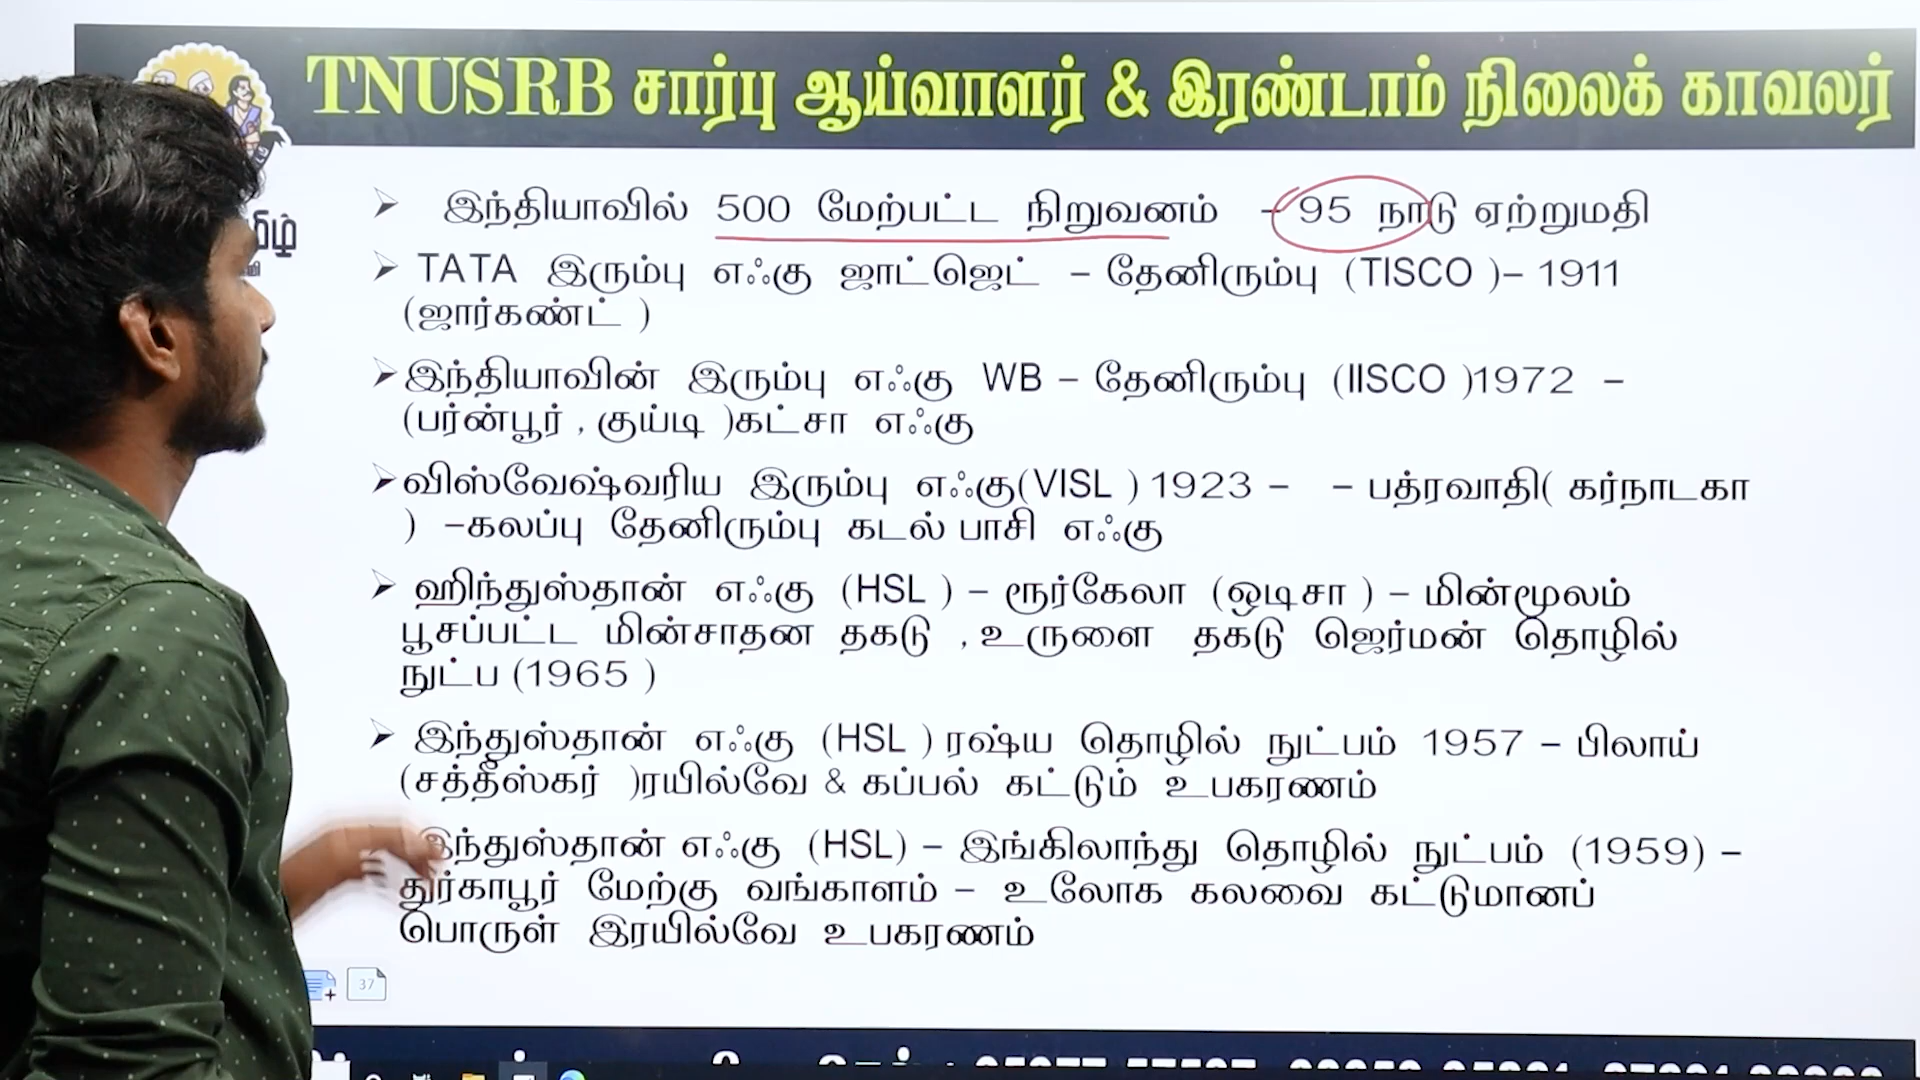 TNUSRB சார்பு ஆய்வாளர் & இரண்டாம் நிலைக் காவலர்
➢ இந்தியாவில் 500 மேற்பட்ட நிறுவனம் – 95 நாடு ஏற்றுமதி
➢ TATA இரும்பு எஃகு ஜாட்ஜெட் – தேனிரும்பு (TISCO )– 1911
(ஜார்கண்ட் )
➢இந்தியாவின் இரும்பு எஃகு WB – தேனிரும்பு (IISCO )1972 –
(பர்ன்பூர் , குய்டி )கட்சா எஃகு
➢விஸ்வேஷ்வரிய இரும்பு எஃகு(VISL ) 1923 – – பத்ரவாதி( கர்நாடகா
) –கலப்பு தேனிரும்பு கடல் பாசி எஃகு
➢ ஹிந்துஸ்தான் எஃகு (HSL ) – ரூர்கேலா (ஒடிசா ) – மின்மூலம்
பூசப்பட்ட மின்சாதன தகடு , உருளை தகடு ஜெர்மன் தொழில்
நுட்ப (1965 )
➢ இந்துஸ்தான் எஃகு (HSL ) ரஷ்ய தொழில் நுட்பம் 1957 – பிலாய்
(சத்தீஸ்கர் )ரயில்வே & கப்பல் கட்டும் உபகரணம்
இந்துஸ்தான் எஃகு (HSL) – இங்கிலாந்து தொழில் நுட்பம் (1959) –
துர்காபூர் மேற்கு வங்காளம் – உலோக கலவை கட்டுமானப்
பொருள் இரயில்வே உபகரணம்
37